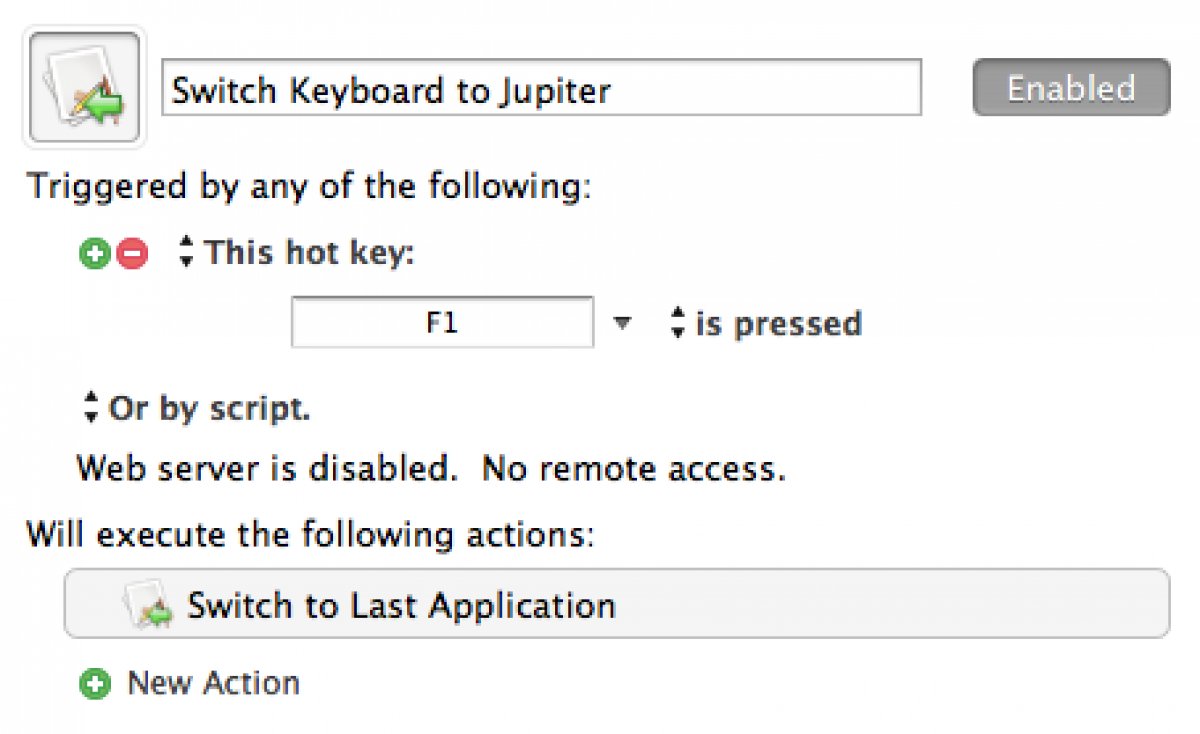 Switch Keyboard to Jupiter
Enabled
Triggered by any of the following:
This hot key:
F1
is pressed
Or by script.
Web server is disabled.  No remote access.
Will execute the following actions:
Switch to Last Application
New Action